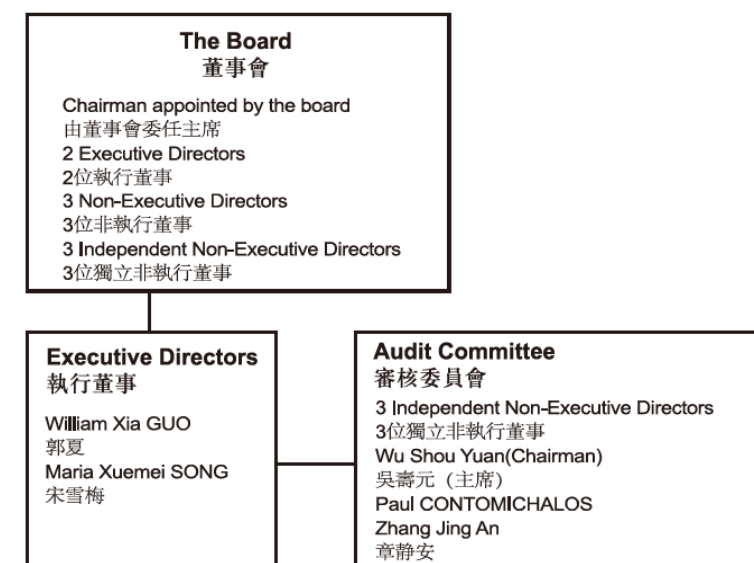 The Board
董事會
Chairman appointed by the board
由董事會委任主席
2 Executive Directors
2位執行董事
3 Non-Executive Directors
3位非執行董事
3 Independent Non-Executive Directors
3位獨立非執行董事
Executive Directors
執行董事
William Xia GUO
郭夏
Maria Xuemei SONG
宋雪梅
Audit Committee
審核委員會
3 Independent Non-Executive Directors
3位獨立非執行董事
Wu Shou Yuan(Chairman)
吳壽元（主席）
Paul CONTOMICHALOS
Zhang Jing An
章静安